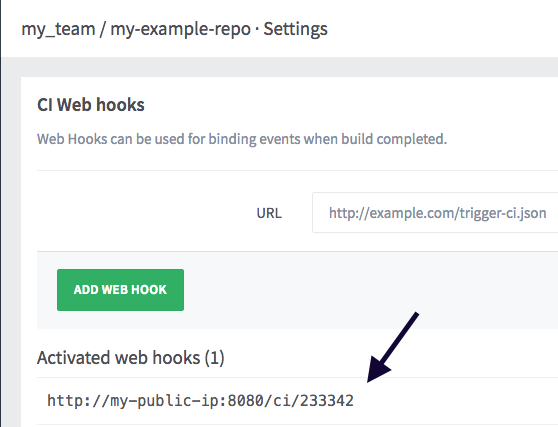 my_team / my-example-repo · Settings
CI Web hooks
Web Hooks can be used for binding events when build completed.
URL
http://example.com/trigger-ci.json
ADD WEB HOOK
Activated web hooks (1)
http://my-public-ip:8080/ci/233342